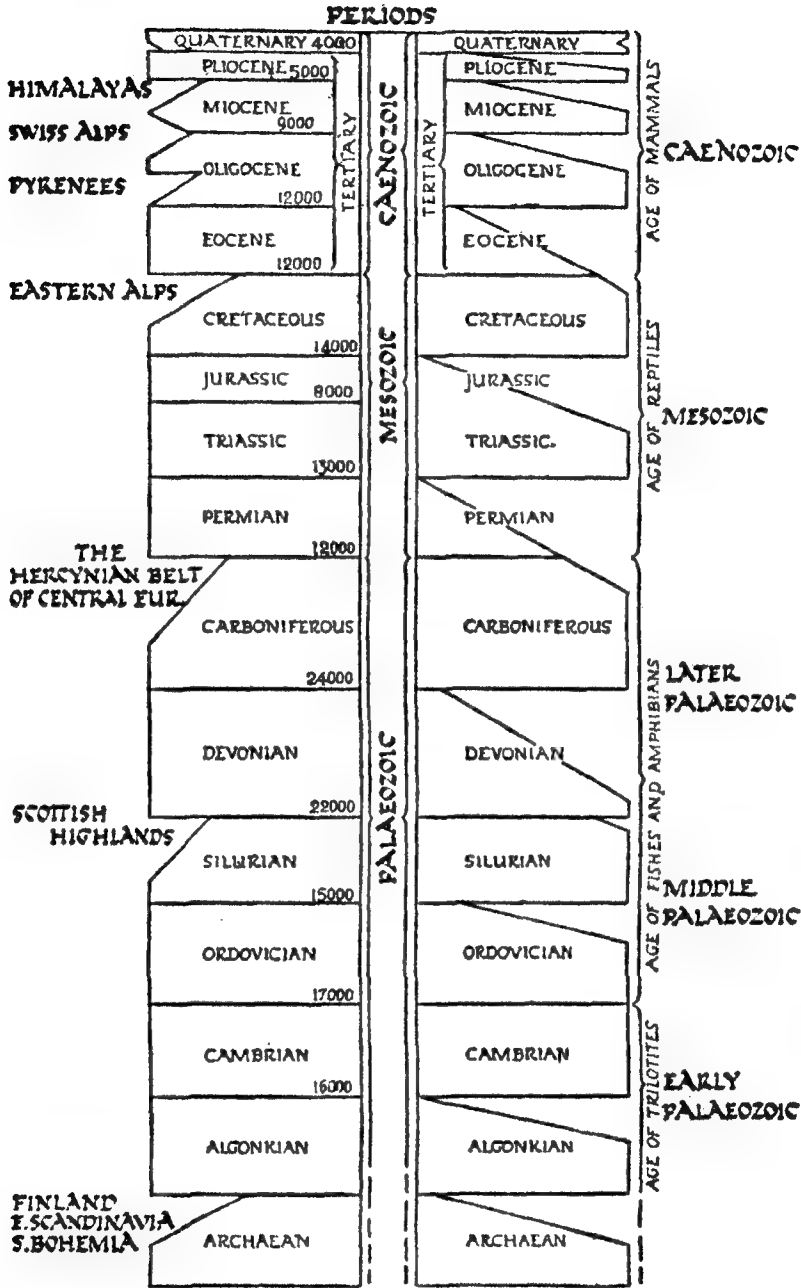 PERIODS
QUATERNARY 4000
PLIOCENE
5000
MIOCENE
9000
OLIGOCENE
12000
EOCENE
12000
TERTIARY
CRETACEOUS
14000
JURASSIC
8000
TRIASSIC
13000
PERMIAN
12000
CARBONIFEROUS
24000
DEVONIAN
22000
SILURIAN
15000
ORDOVICIAN
17000
CAMBRIAN
16000
ALGONKIAN
ARCHAEAN
HIMALAYAS
SWISS ALPS
PYRENEES
EASTERN ALPS
THE
HERCYNIAN BELT
OF CENTRAL EUR.
SCOTTISH
HIGHLANDS
FINLAND
E. SCANDINAVIA
S. BOHEMIA
CAENOZOIC
MESOZOIC
PALAEOZOIC
QUATERNARY
PLIOCENE
MIOCENE
OLIGOCENE
EOCENE
TERTIARY
CRETACEOUS
JURASSIC
TRIASSIC.
PERMIAN
CARBONIFEROUS
DEVONIAN
SILURIAN
ORDOVICIAN
CAMBRIAN
ALGONKIAN
ARCHAEAN
AGE OF MAMMALS
CAENOZOIC
AGE OF REPTILES
MESOZOIC
AGE OF FISHES AND AMPHIBIANS
LATER
PALAEOZOIC
MIDDLE
PALAEOZOIC
AGE OF TRILOTITES
EARLY
PALAEOZOIC